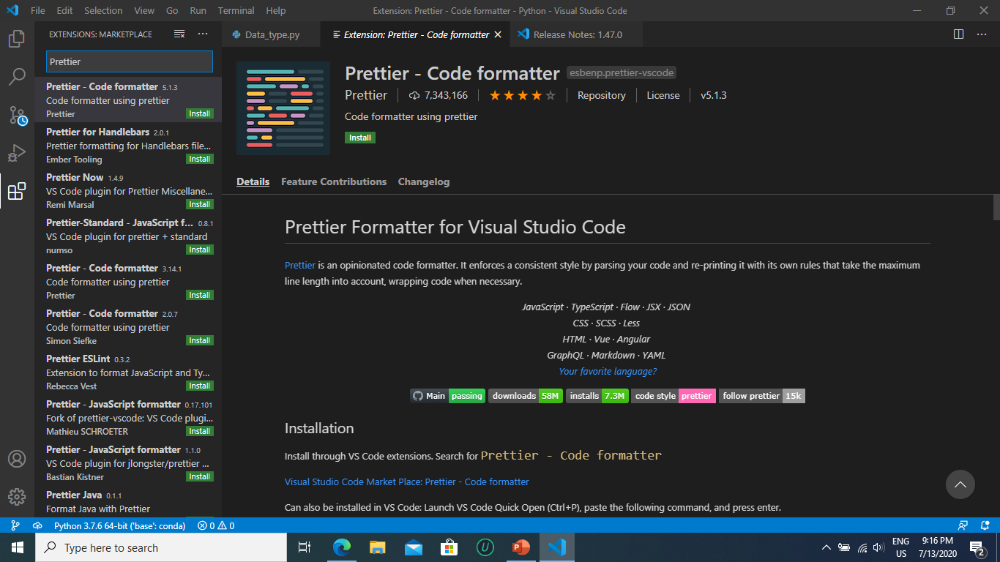 File Edit Selection View Go Run Terminal Help Extension: Prettier - Code formatter - Python - Visual Studio Code
EXTENSIONS: MARKETPLACE
Prettier
Prettier - Code formatter 5.1.3
Code formatter using prettier
Prettier Install
Prettier for Handlebars 2.0.1
Prettier formatting for Handlebars file...
Ember Tooling Install
Prettier Now 1.4.9
VS Code plugin for Prettier Miscellane...
Remi Marsal Install
Prettier-Standard - JavaScript f... 0.8.1
VS Code plugin for prettier + standard
numso Install
Prettier - Code formatter 3.14.1
Code formatter using prettier
Prettier Install
Prettier - Code formatter 2.0.7
Code formatter using prettier
Simon Siefke Install
Prettier ESLint 0.3.2
Extension to format JavaScript and Ty...
Rebecca Vest Install
Prettier - JavaScript formatter 0.17.101
Fork of prettier-vscode: VS Code plugi...
Mathieu SCHROETER Install
Prettier - JavaScript formatter 1.1.0
VS Code plugin for jlongster/prettier ...
Bastian Kistner Install
Prettier Java 0.1.1
Format Java with Prettier
Data_type.py Extension: Prettier - Code formatter Release Notes: 1.47.0
Prettier - Code formatter esbenp.prettier-vscode
Prettier 7,343,166 Repository License v5.1.3
Code formatter using prettier
Install
Details Feature Contributions Changelog
Prettier Formatter for Visual Studio Code
Prettier is an opinionated code formatter. It enforces a consistent style by parsing your code and re-printing it with its own rules that take the maximum
line length into account, wrapping code when necessary.
JavaScript · TypeScript · Flow · JSX · JSON
CSS · SCSS · Less
HTML · Vue · Angular
GraphQL · Markdown · YAML
Your favorite language?
Main passing downloads 58M installs 7.3M code style prettier follow prettier 15k
Installation
Install through VS Code extensions. Search for Prettier - Code formatter
Visual Studio Code Market Place: Prettier - Code formatter
Can also be installed in VS Code: Launch VS Code Quick Open (Ctrl+P), paste the following command, and press enter.
Python 3.7.6 64-bit ('base': conda) 0 0
Type here to search
ENG 9:16 PM
US 7/13/2020 2